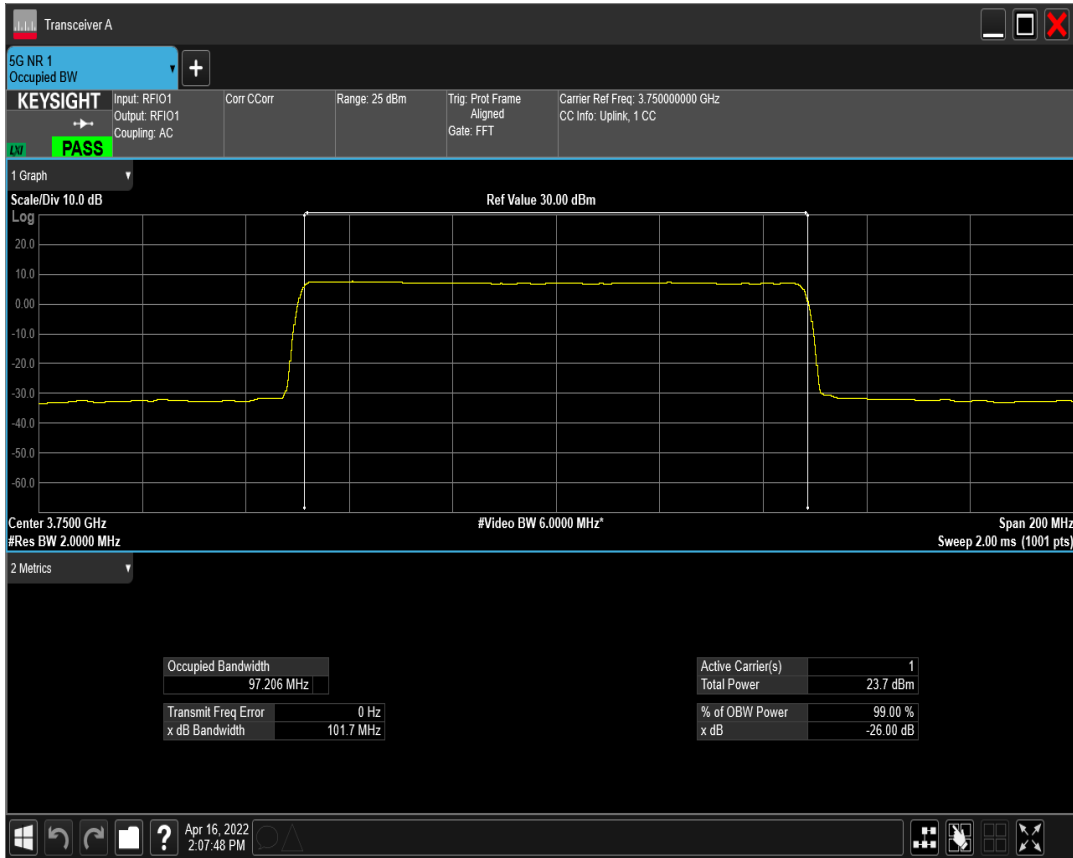 Transceiver A
5G NR 1
Occupied BW
KEYSIGHT
LXI
PASS
Input: RFIO1
Output: RFIO1
Coupling: AC
Corr CCorr
Range: 25 dBm
Trig: Prot Frame
Aligned
Gate: FFT
Carrier Ref Freq: 3.750000000 GHz
CC Info: Uplink, 1 CC
1 Graph
Scale/Div 10.0 dB
Ref Value 30.00 dBm
Log
20.0
10.0
0.00
-10.0
-20.0
-30.0
-40.0
-50.0
-60.0
Center 3.7500 GHz
#Video BW 6.0000 MHz*
Span 200 MHz
#Res BW 2.0000 MHz
Sweep 2.00 ms (1001 pts)
2 Metrics
Occupied Bandwidth
97.206 MHz
Transmit Freq Error 0 Hz
x dB Bandwidth 101.7 MHz
Active Carrier(s) 1
Total Power 23.7 dBm
% of OBW Power 99.00 %
x dB -26.00 dB
?
Apr 16, 2022
2:07:48 PM